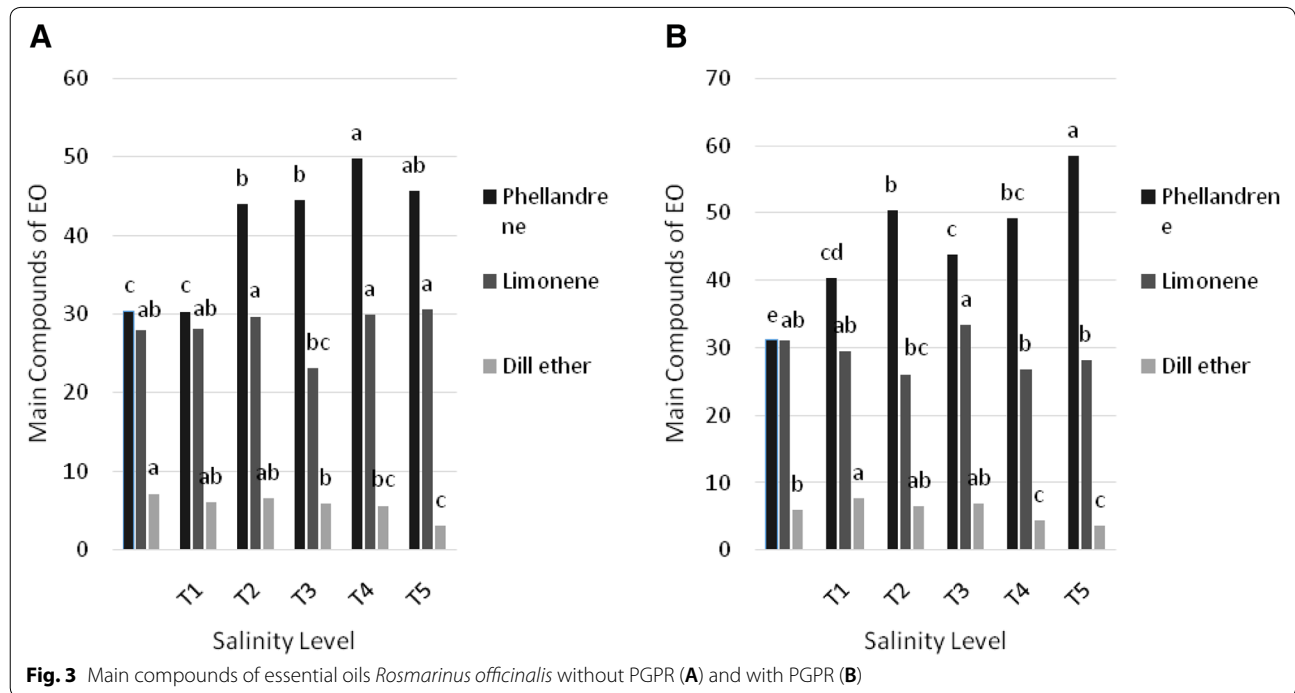 A
60
50
40
30
20
10
0
Main Compounds of EO
c
ab
a
c
ab
ab
b
a
ab
b
bc
b
a
a
bc
ab
a
c
T1
T2
T3
T4
T5
Salinity Level
Phellandre
ne
Limonene
Dill ether
B
70
60
50
40
30
20
10
0
Main Compounds of EO
e
ab
b
cd
ab
a
b
bc
ab
c
a
ab
bc
b
c
a
b
c
T1
T2
T3
T4
T5
Salinity Level
Phellandren
e
Limonene
Dill ether
Fig. 3 Main compounds of essential oils Rosmarinus officinalis without PGPR (A) and with PGPR (B)